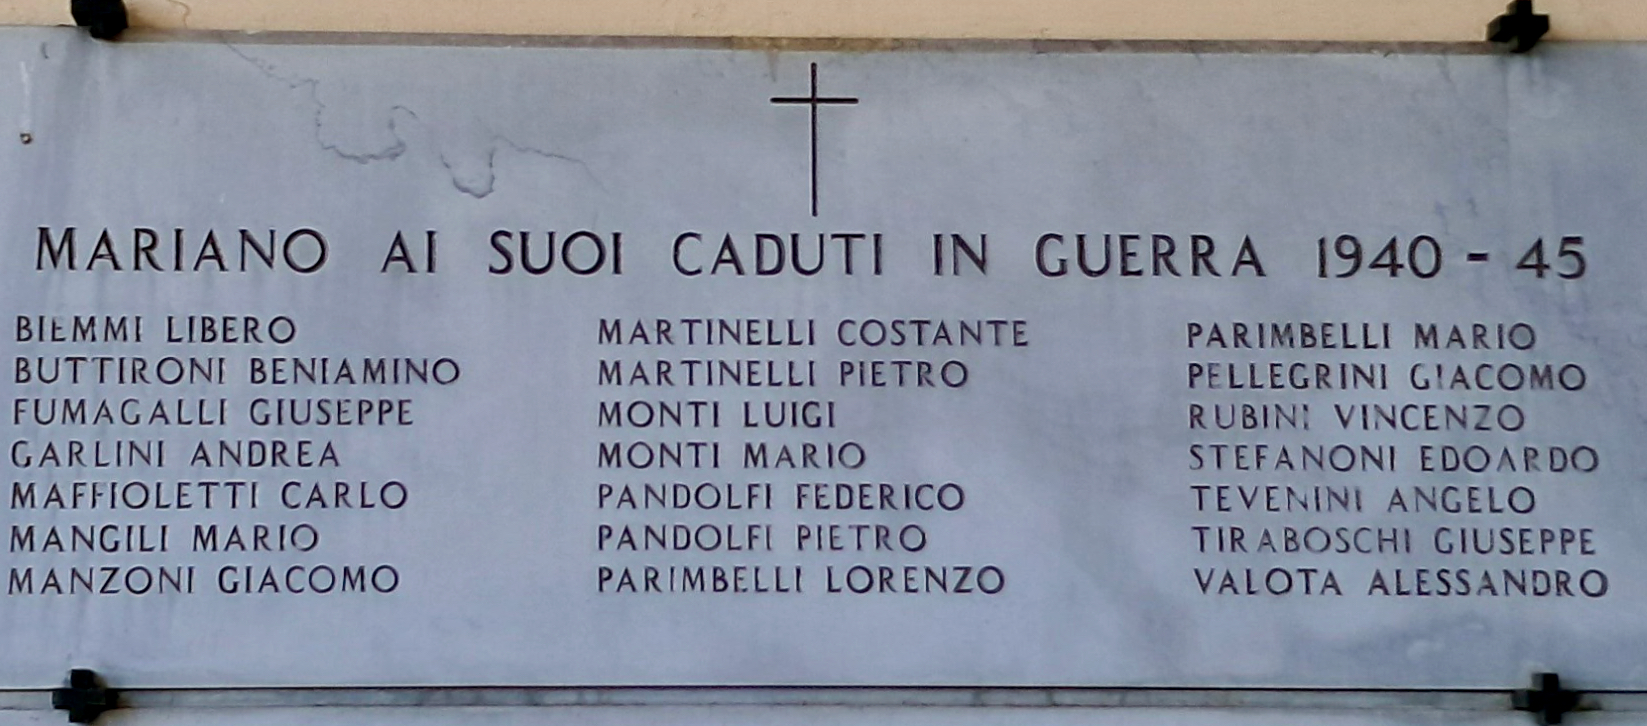 MARIANO AI SUOI CADUTI IN GUERRA 1940 - 45
BIEMMI LIBERO
BUTTIRONI BENIAMINO
FUMAGALLI GIUSEPPE
GARLINI ANDREA
MAFFIOLETTI CARLO
MANGILI MARIO
MANZONI GIACOMO
MARTINELLI COSTANTE
MARTINELLI PIETRO
MONTI LUIGI
MONTI MARIO
PANDOLFI FEDERICO
PANDOLFI PIETRO
PARIMBELLI LORENZO
PARIMBELLI MARIO
PELLEGRINI GIACOMO
RUBINI VINCENZO
STEFANONI EDOARDO
TEVENINI ANGELO
TIRABOSCHI GIUSEPPE
VALOTA ALESSANDRO